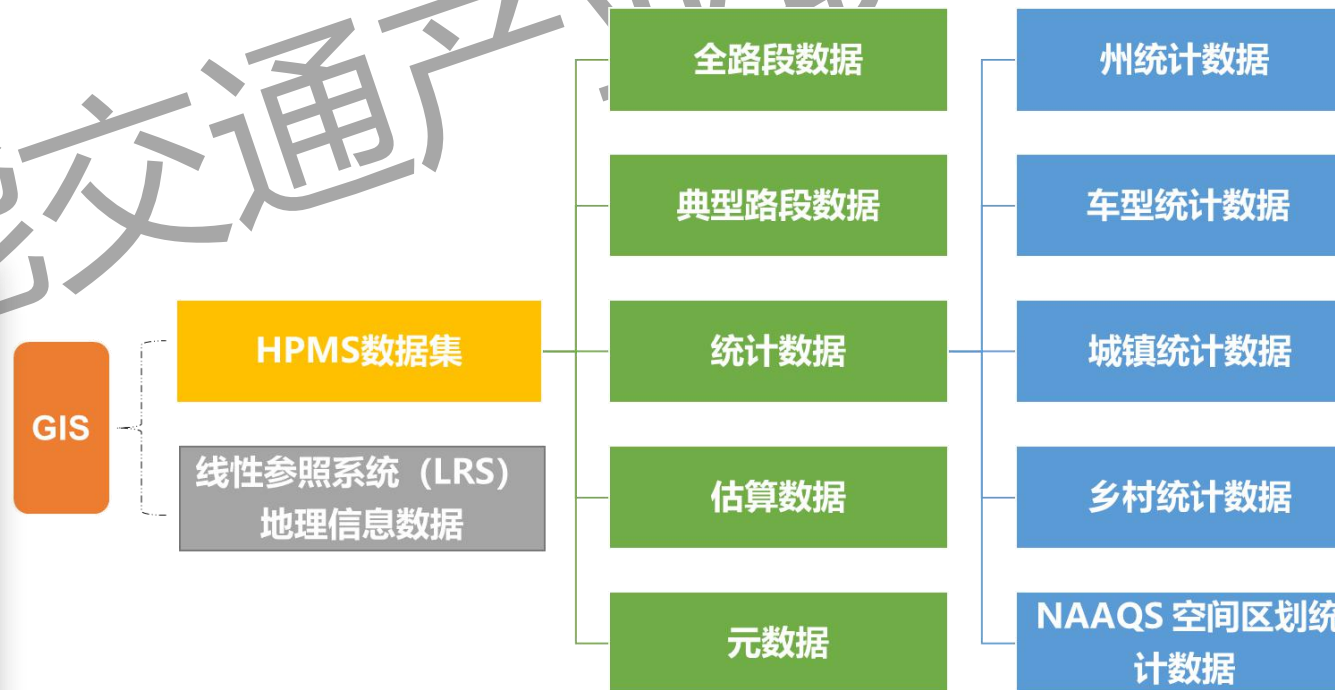 交通产业
全路段数据
州统计数据
典型路段数据
车型统计数据
HPMS数据集
统计数据
城镇统计数据
GIS
线性参照系统（LRS）
地理信息数据
估算数据
乡村统计数据
元数据
NAAQS 空间区划统
计数据